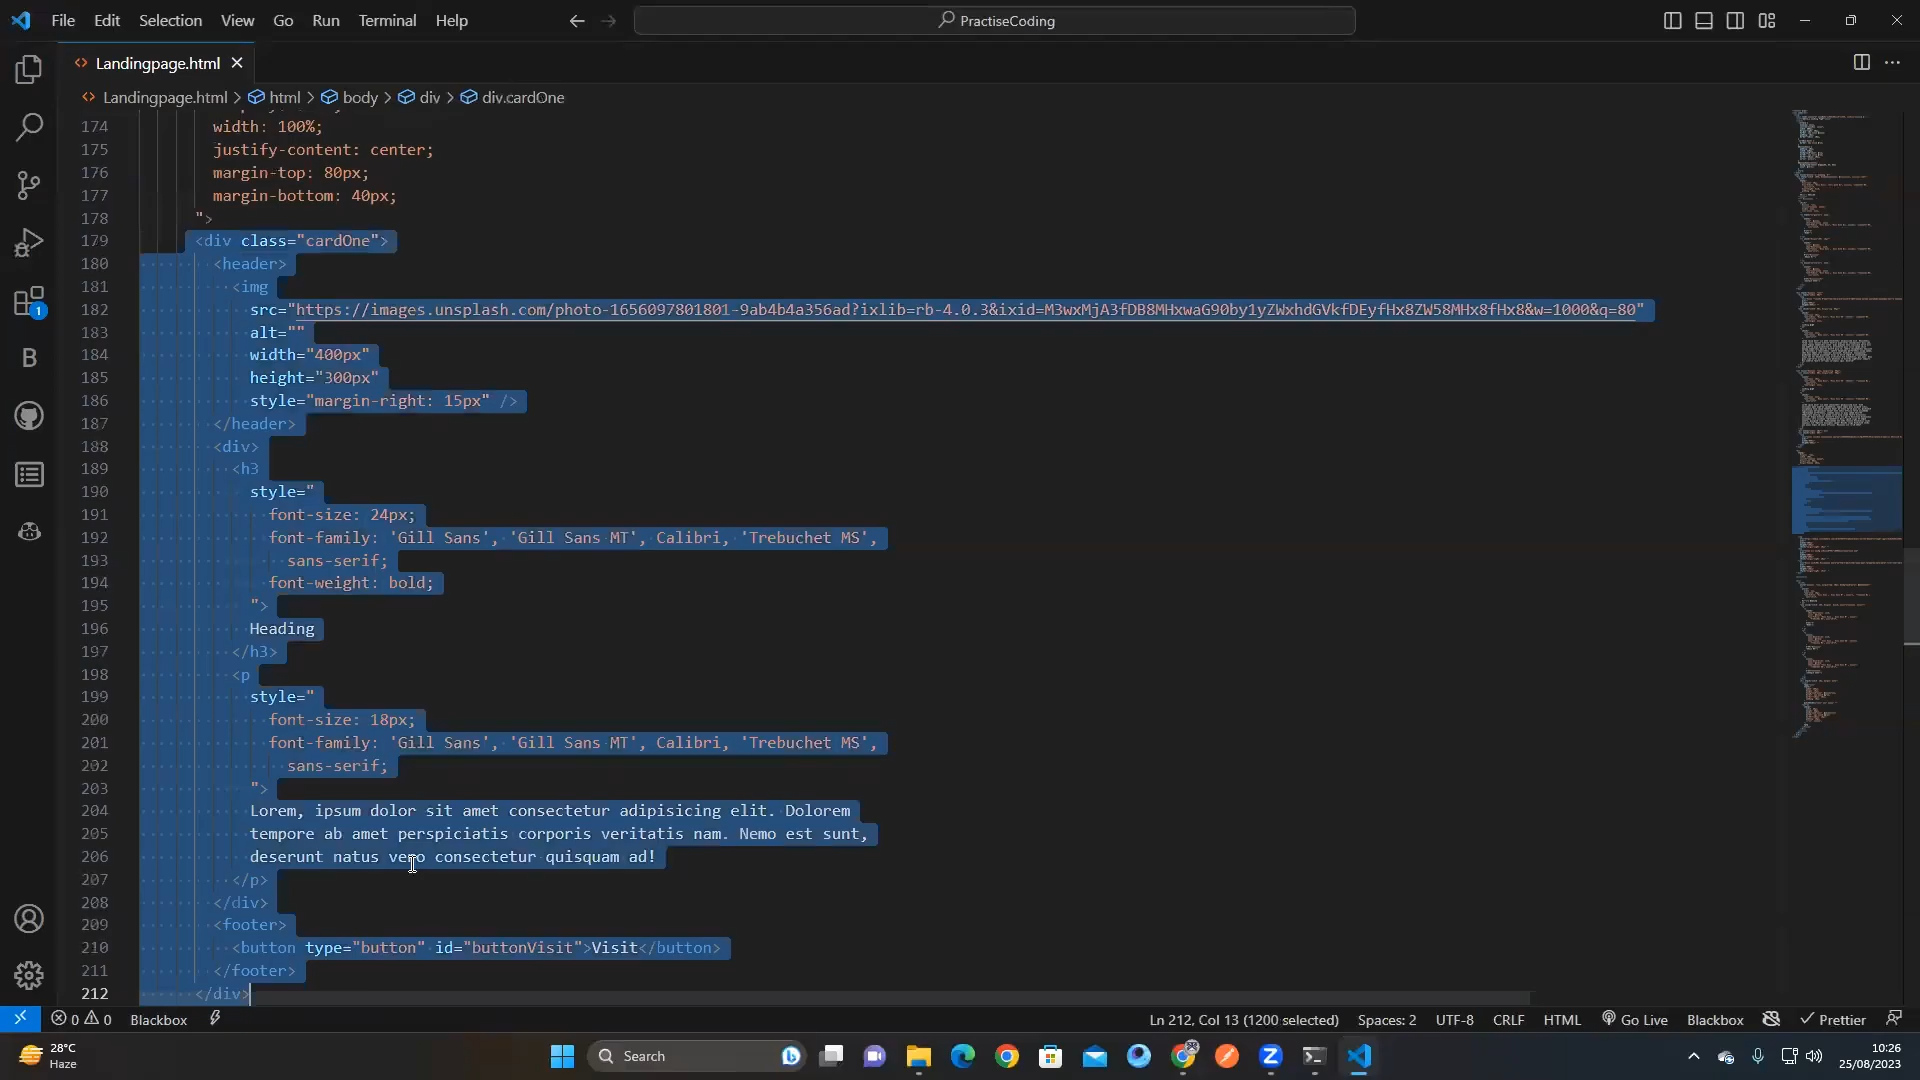 File Edit Selection View Go Run Terminal Help PractiseCoding
Landingpage.html
Landingpage.html > html > body > div > div.cardOne
174 width: 100%;
175 justify-content: center;
176 margin-top: 80px;
177 margin-bottom: 40px;
178 ">
179 <div class="cardOne">
180 <header>
181 <img
182 src="https://images.unsplash.com/photo-1656097801801-9ab4b4a356ad?ixlib=rb-4.0.3&ixid=M3wxMjA3fDB8MHxwaG90by1yZWxhdGVkfDEyfHx8ZW58MHx8fHx8&w=1000&q=80"
183 alt=""
184 width="400px"
185 height="300px"
186 style="margin-right: 15px" />
187 </header>
188 <div>
189 <h3
190 style="
191 font-size: 24px;
192 font-family: 'Gill Sans', 'Gill Sans MT', Calibri, 'Trebuchet MS',
193 sans-serif;
194 font-weight: bold;
195 ">
196 Heading
197 </h3>
198 <p
199 style="
200 font-size: 18px;
201 font-family: 'Gill Sans', 'Gill Sans MT', Calibri, 'Trebuchet MS',
202 sans-serif;
203 ">
204 Lorem, ipsum dolor sit amet consectetur adipisicing elit. Dolorem
205 tempore ab amet perspiciatis corporis veritatis nam. Nemo est sunt,
206 deserunt natus vero consectetur quisquam ad!
207 </p>
208 </div>
209 <footer>
210 <button type="button" id="buttonVisit">Visit</button>
211 </footer>
212 </div>
0 0 Blackbox Ln 212, Col 13 (1200 selected) Spaces: 2 UTF-8 CRLF HTML Go Live Blackbox Prettier
28°C
Haze
Search
10:26
25/08/2023